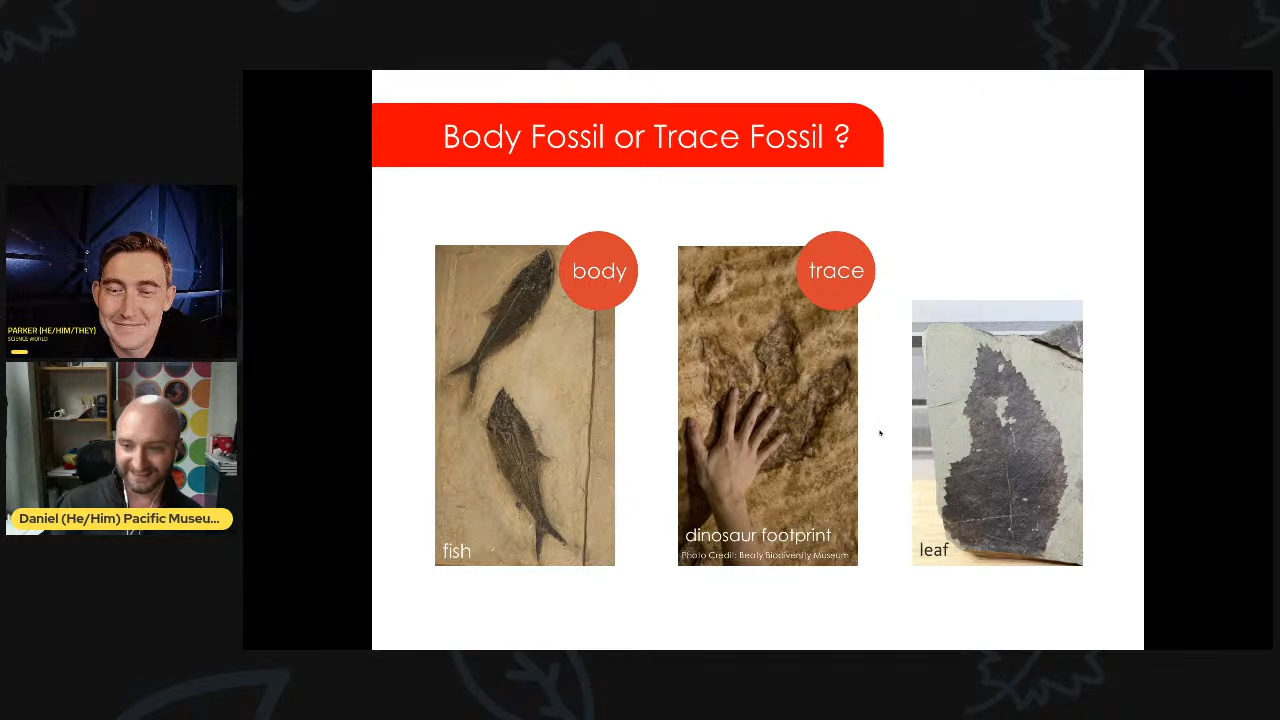 Body Fossil or Trace Fossil ?
body
trace
PARKER (HE/HIM/THEY)
SCIENCE WORLD
Daniel (He/Him) Pacific Museu...
fish
dinosaur footprint
Photo Credit: Beaty Biodiversity Museum
leaf